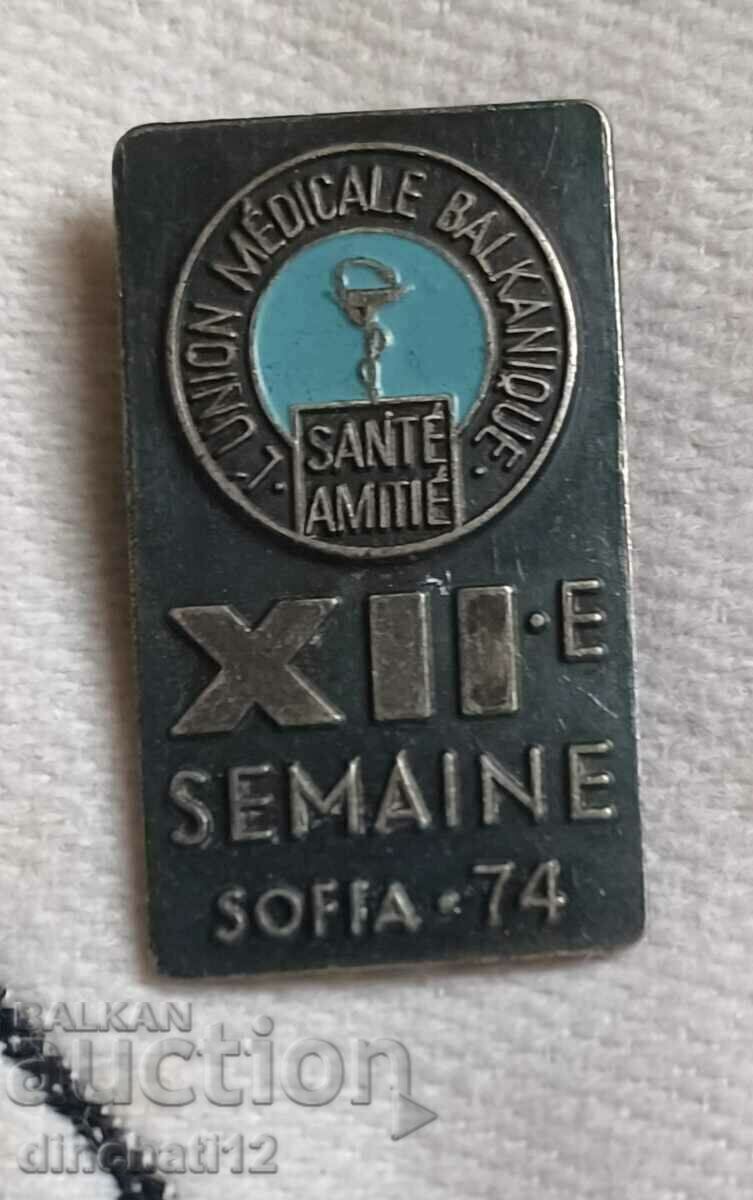 · L'UNION MÉDICALE BALKANIQUE ·
SANTÉ
AMITIÉ
XII·E
SEMAINE
SOFIA · 74
BALKAN
auction
dinchati12